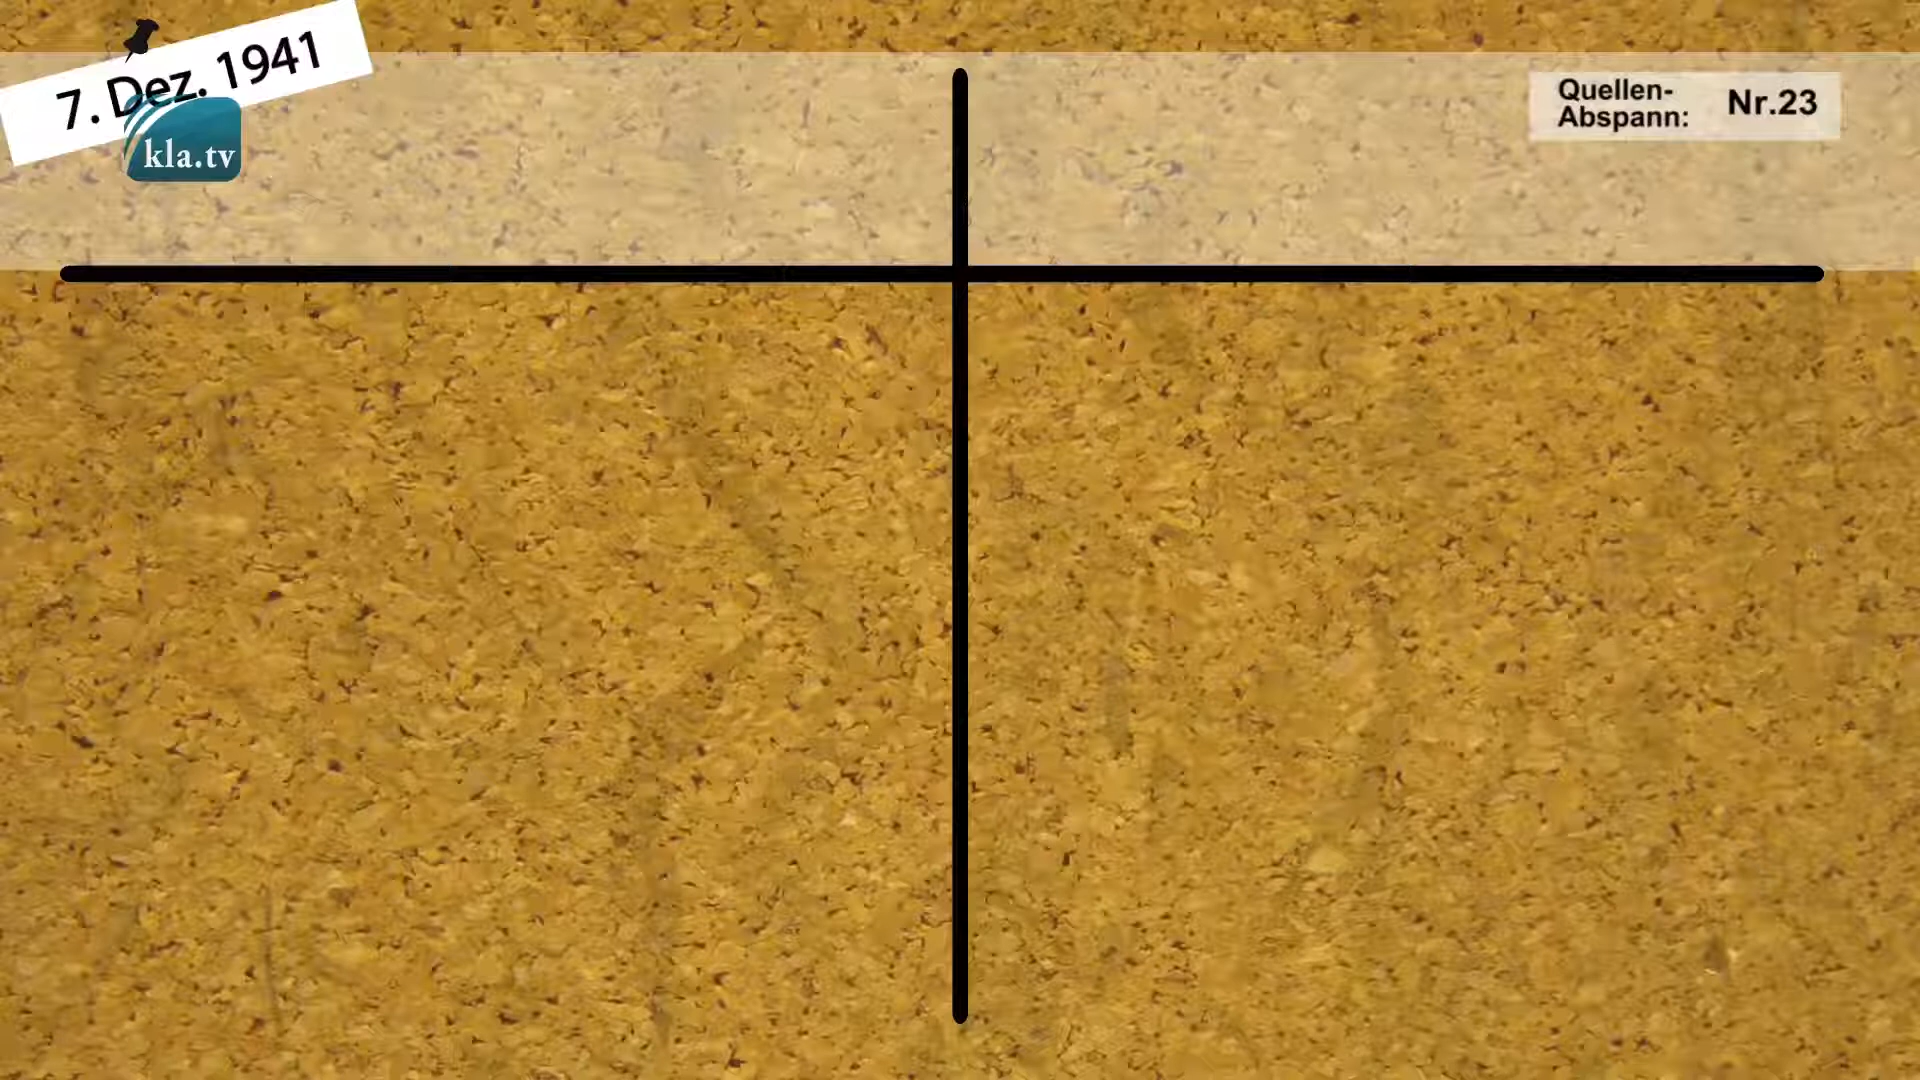 7. Dez. 1941
kla.tv
Quellen-
Abspann:
Nr.23